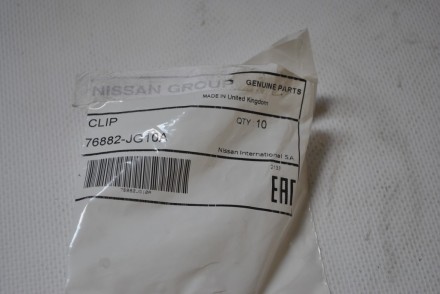 NISSAN GROUP
GENUINE PARTS
MADE IN United Kingdom
CLIP
QTY 10
76882-JG10A
Nissan International S.A.
EAC